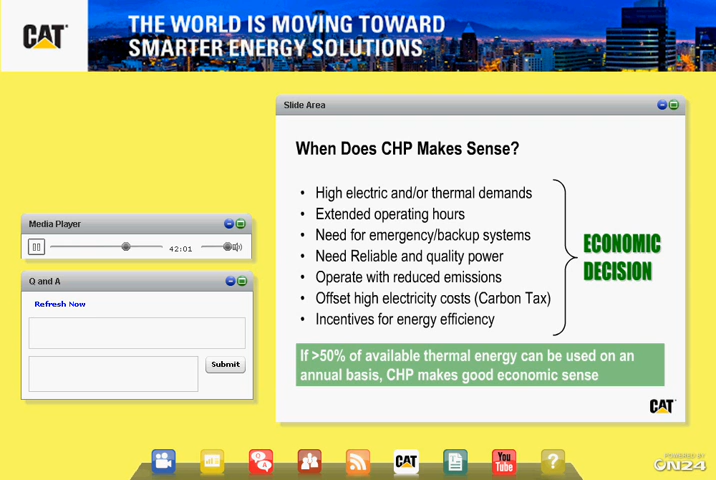 CAT
THE WORLD IS MOVING TOWARD
SMARTER ENERGY SOLUTIONS
Slide Area
When Does CHP Makes Sense?
• High electric and/or thermal demands
• Extended operating hours
• Need for emergency/backup systems
• Need Reliable and quality power
• Operate with reduced emissions
• Offset high electricity costs (Carbon Tax)
• Incentives for energy efficiency
ECONOMIC
DECISION
If >50% of available thermal energy can be used on an
annual basis, CHP makes good economic sense
CAT
Media Player
42:01
Q and A
Refresh Now
Submit
Q
A
CAT
You
Tube
?
POWERED BY
ON24